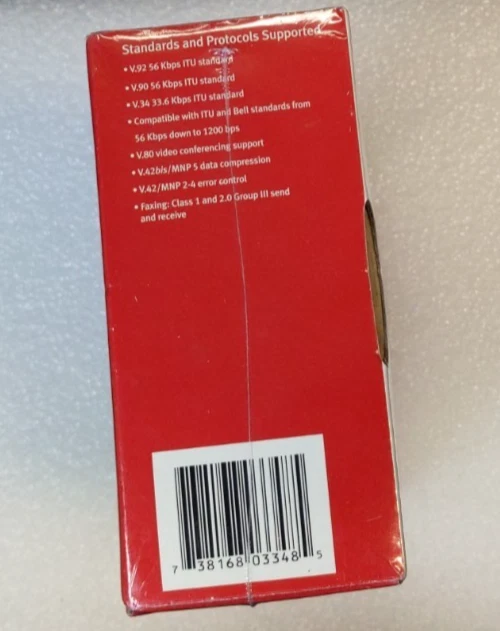 Standards and Protocols Supported
• V.92 56 Kbps ITU standard
• V.90 56 Kbps ITU standard
• V.34 33.6 Kbps ITU standard
• Compatible with ITU and Bell standards from
56 Kbps down to 1200 bps
• V.80 video conferencing support
• V.42bis/MNP 5 data compression
• V.42/MNP 2-4 error control
• Faxing: Class 1 and 2.0 Group III send
and receive
7 38168 03348 5